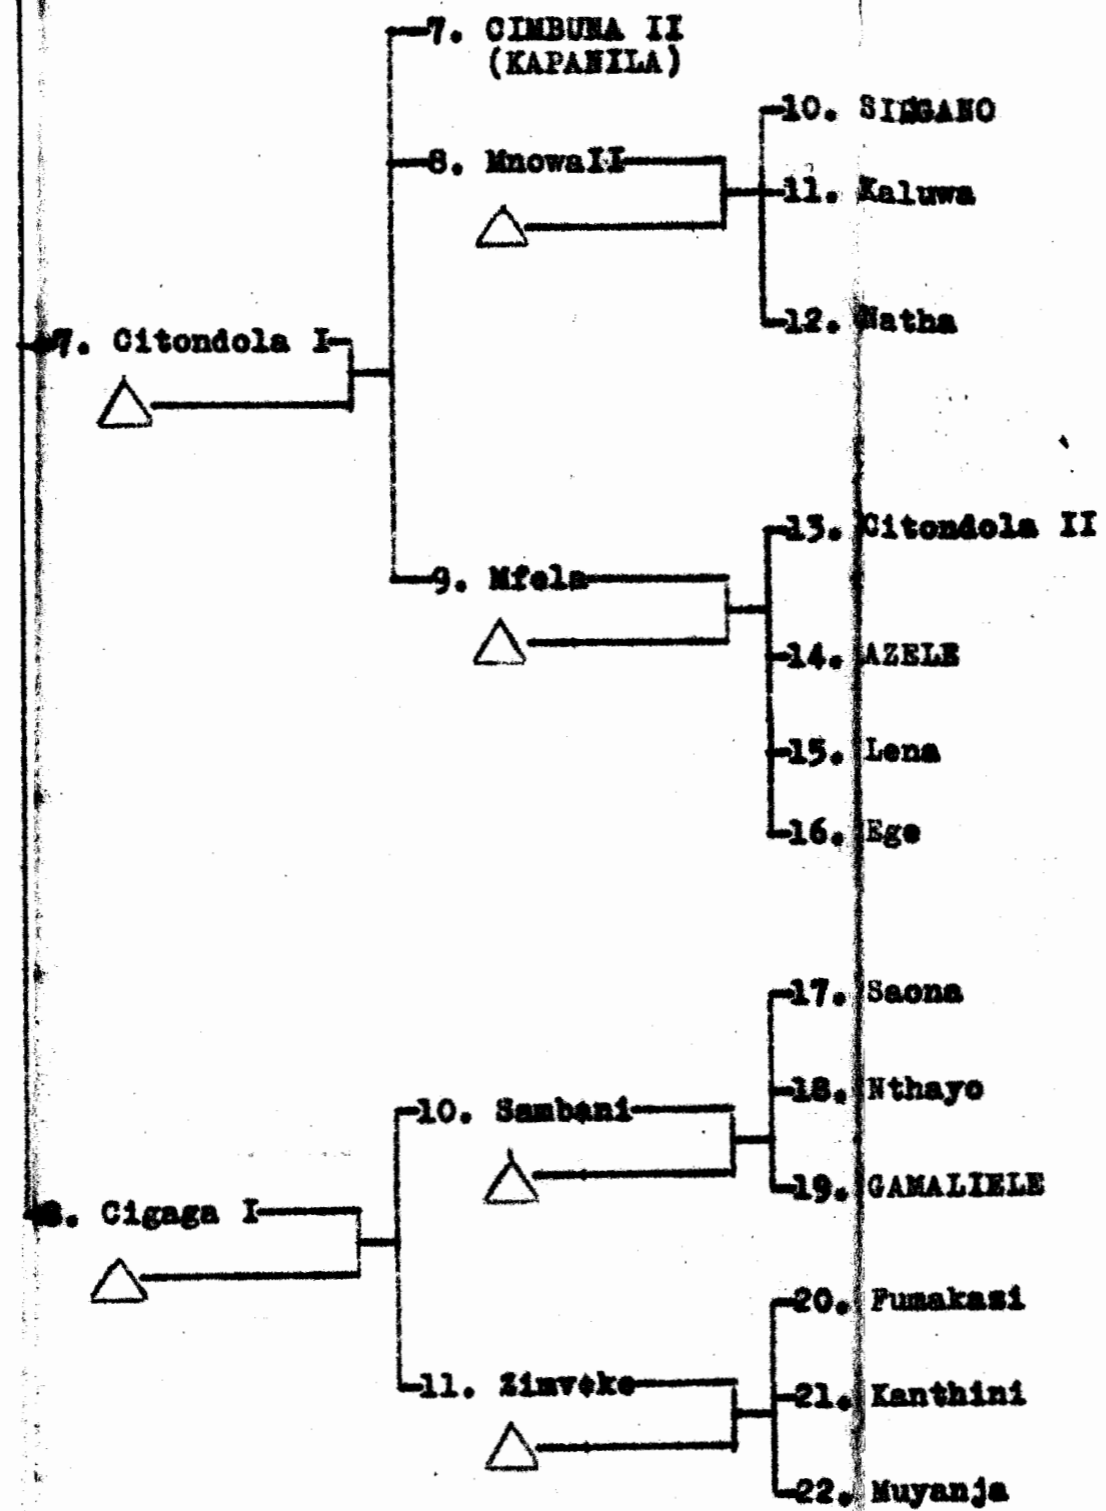 7. CIMBUNA II
(KAPANILA)
8. MnowaII
10. SINGANO
11. Kaluwa
12. Natha
7. Citondola I
9. Mfela
13. Citondola II
14. AZELE
15. Lena
16. Ege
8. Cigaga I
10. Sambani
17. Saona
18. Nthayo
19. GAMALIELE
11. Zimveke
20. Fumakazi
21. Kanthini
22. Muyanja